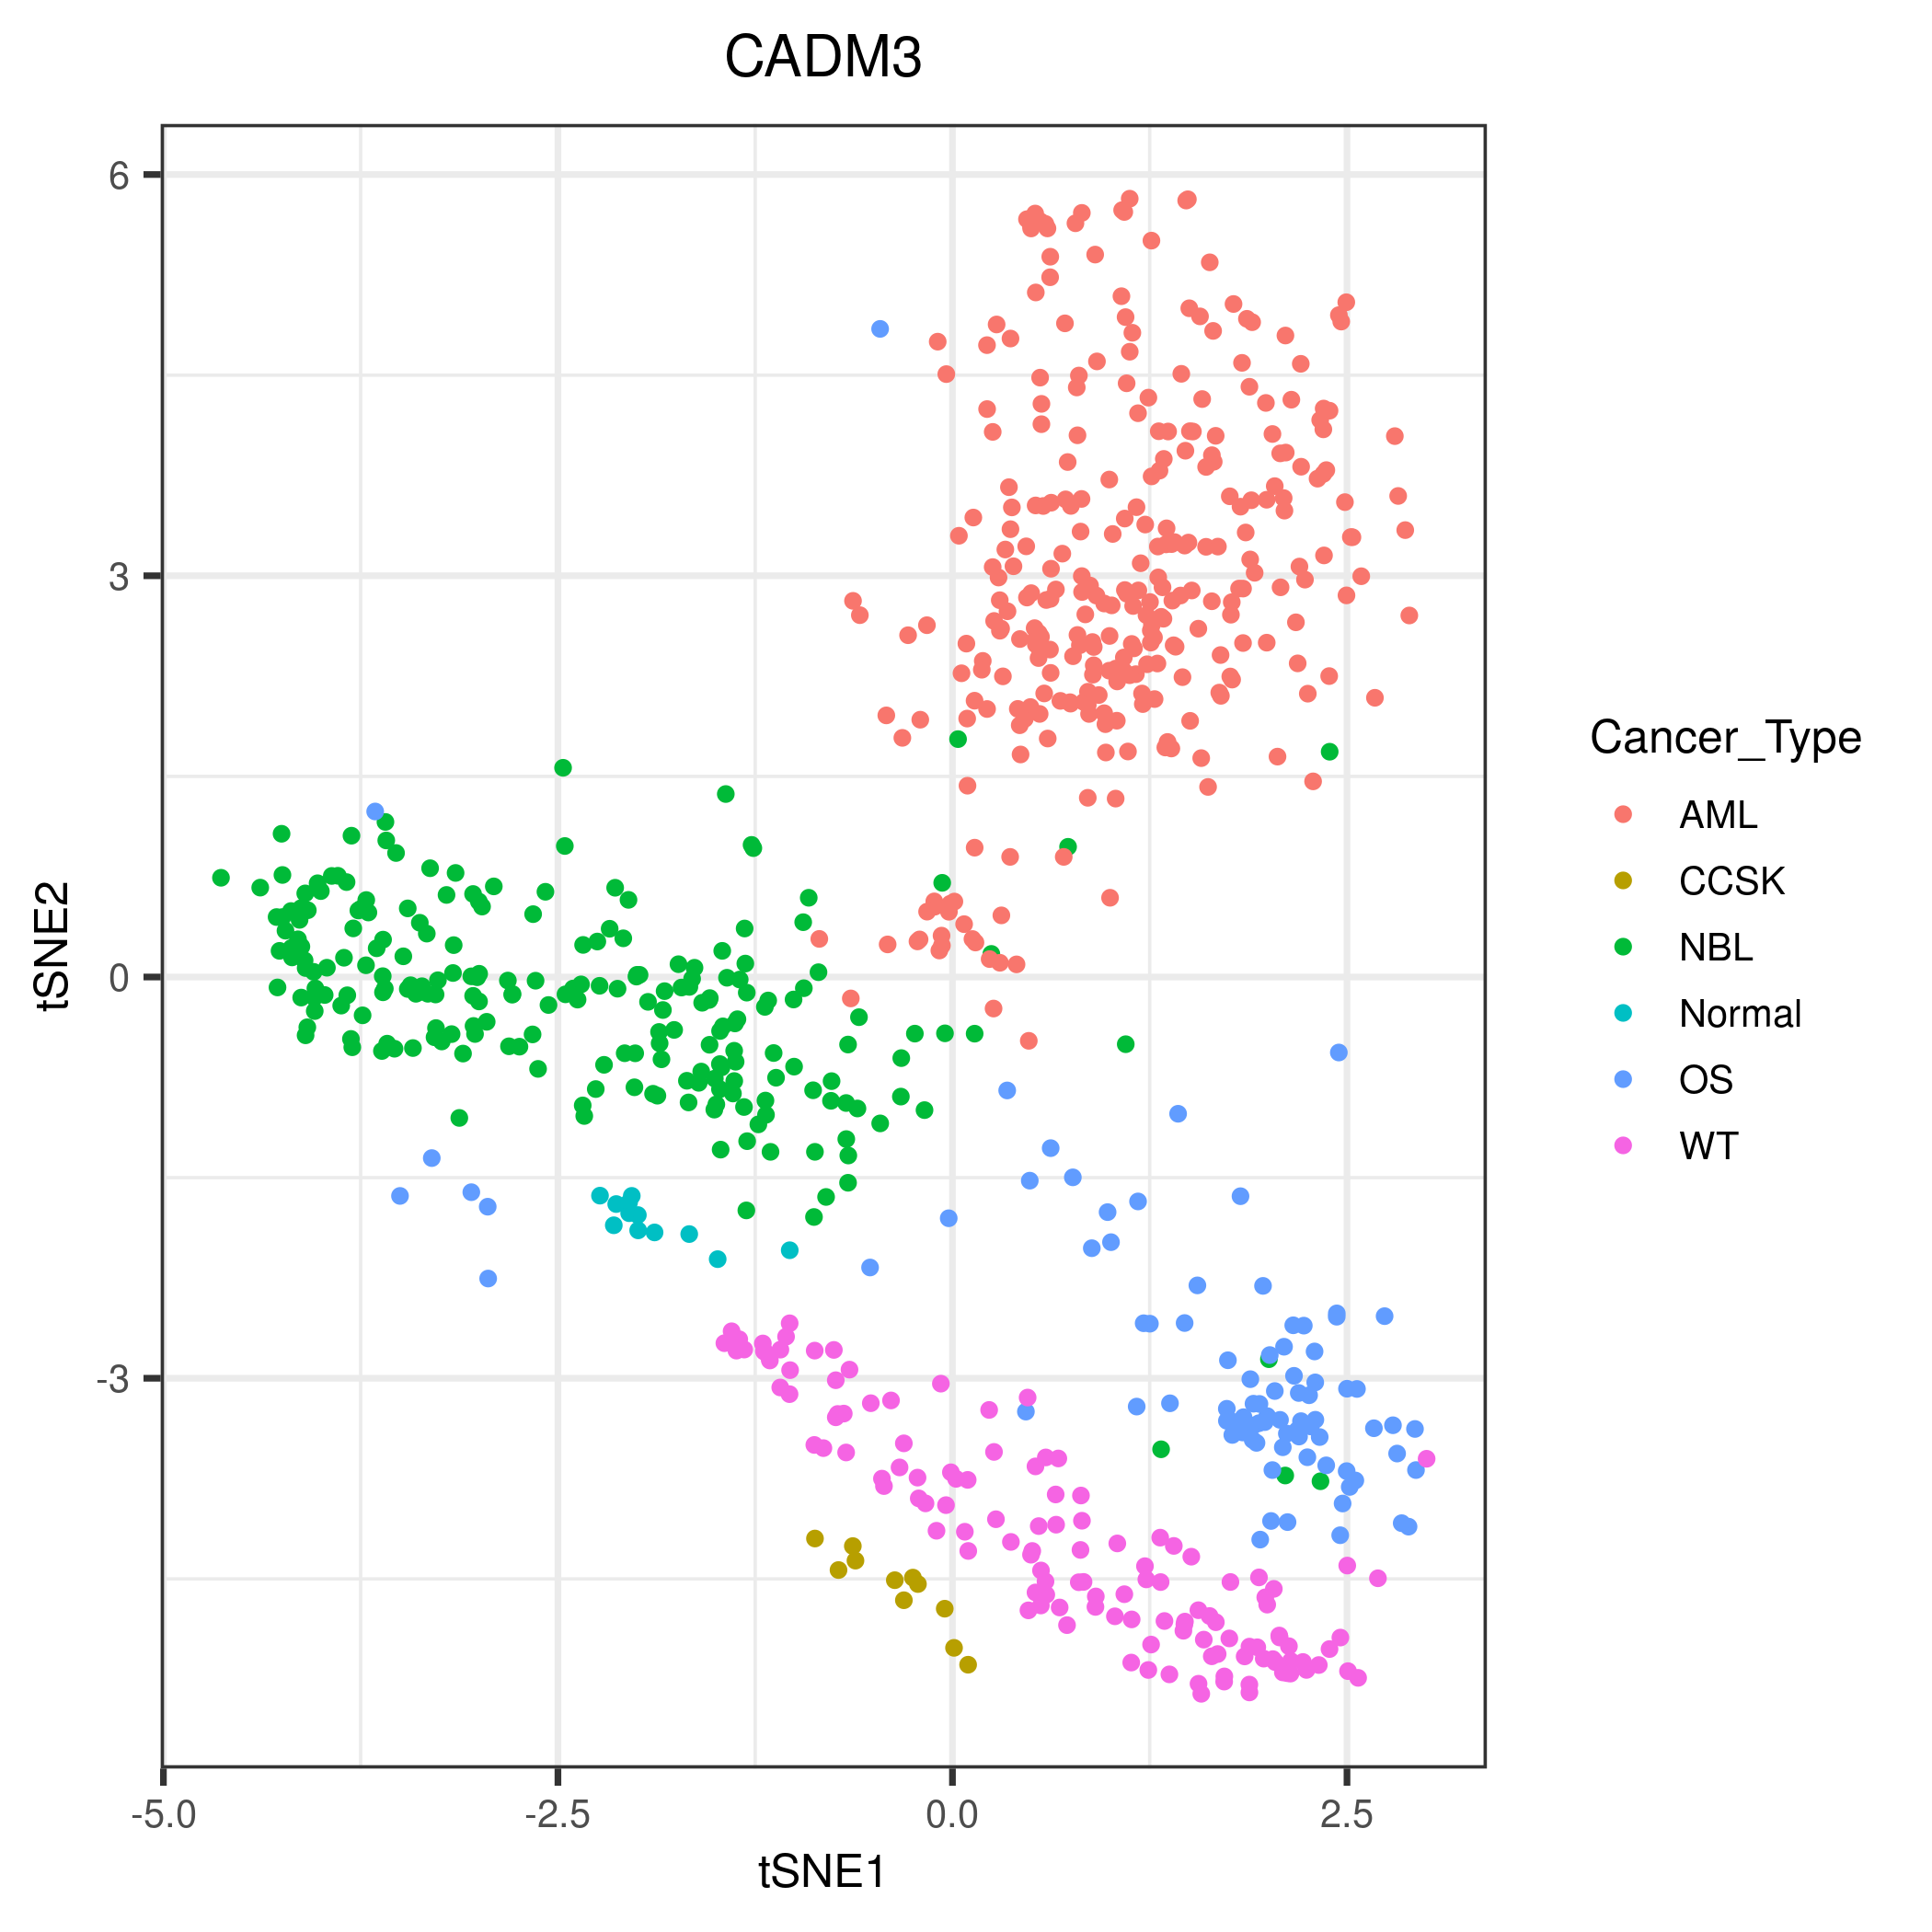 CADM3
6
3
0
-3
tSNE2
-5.0
-2.5
0.0
2.5
tSNE1
Cancer_Type
AML
CCSK
NBL
Normal
OS
WT